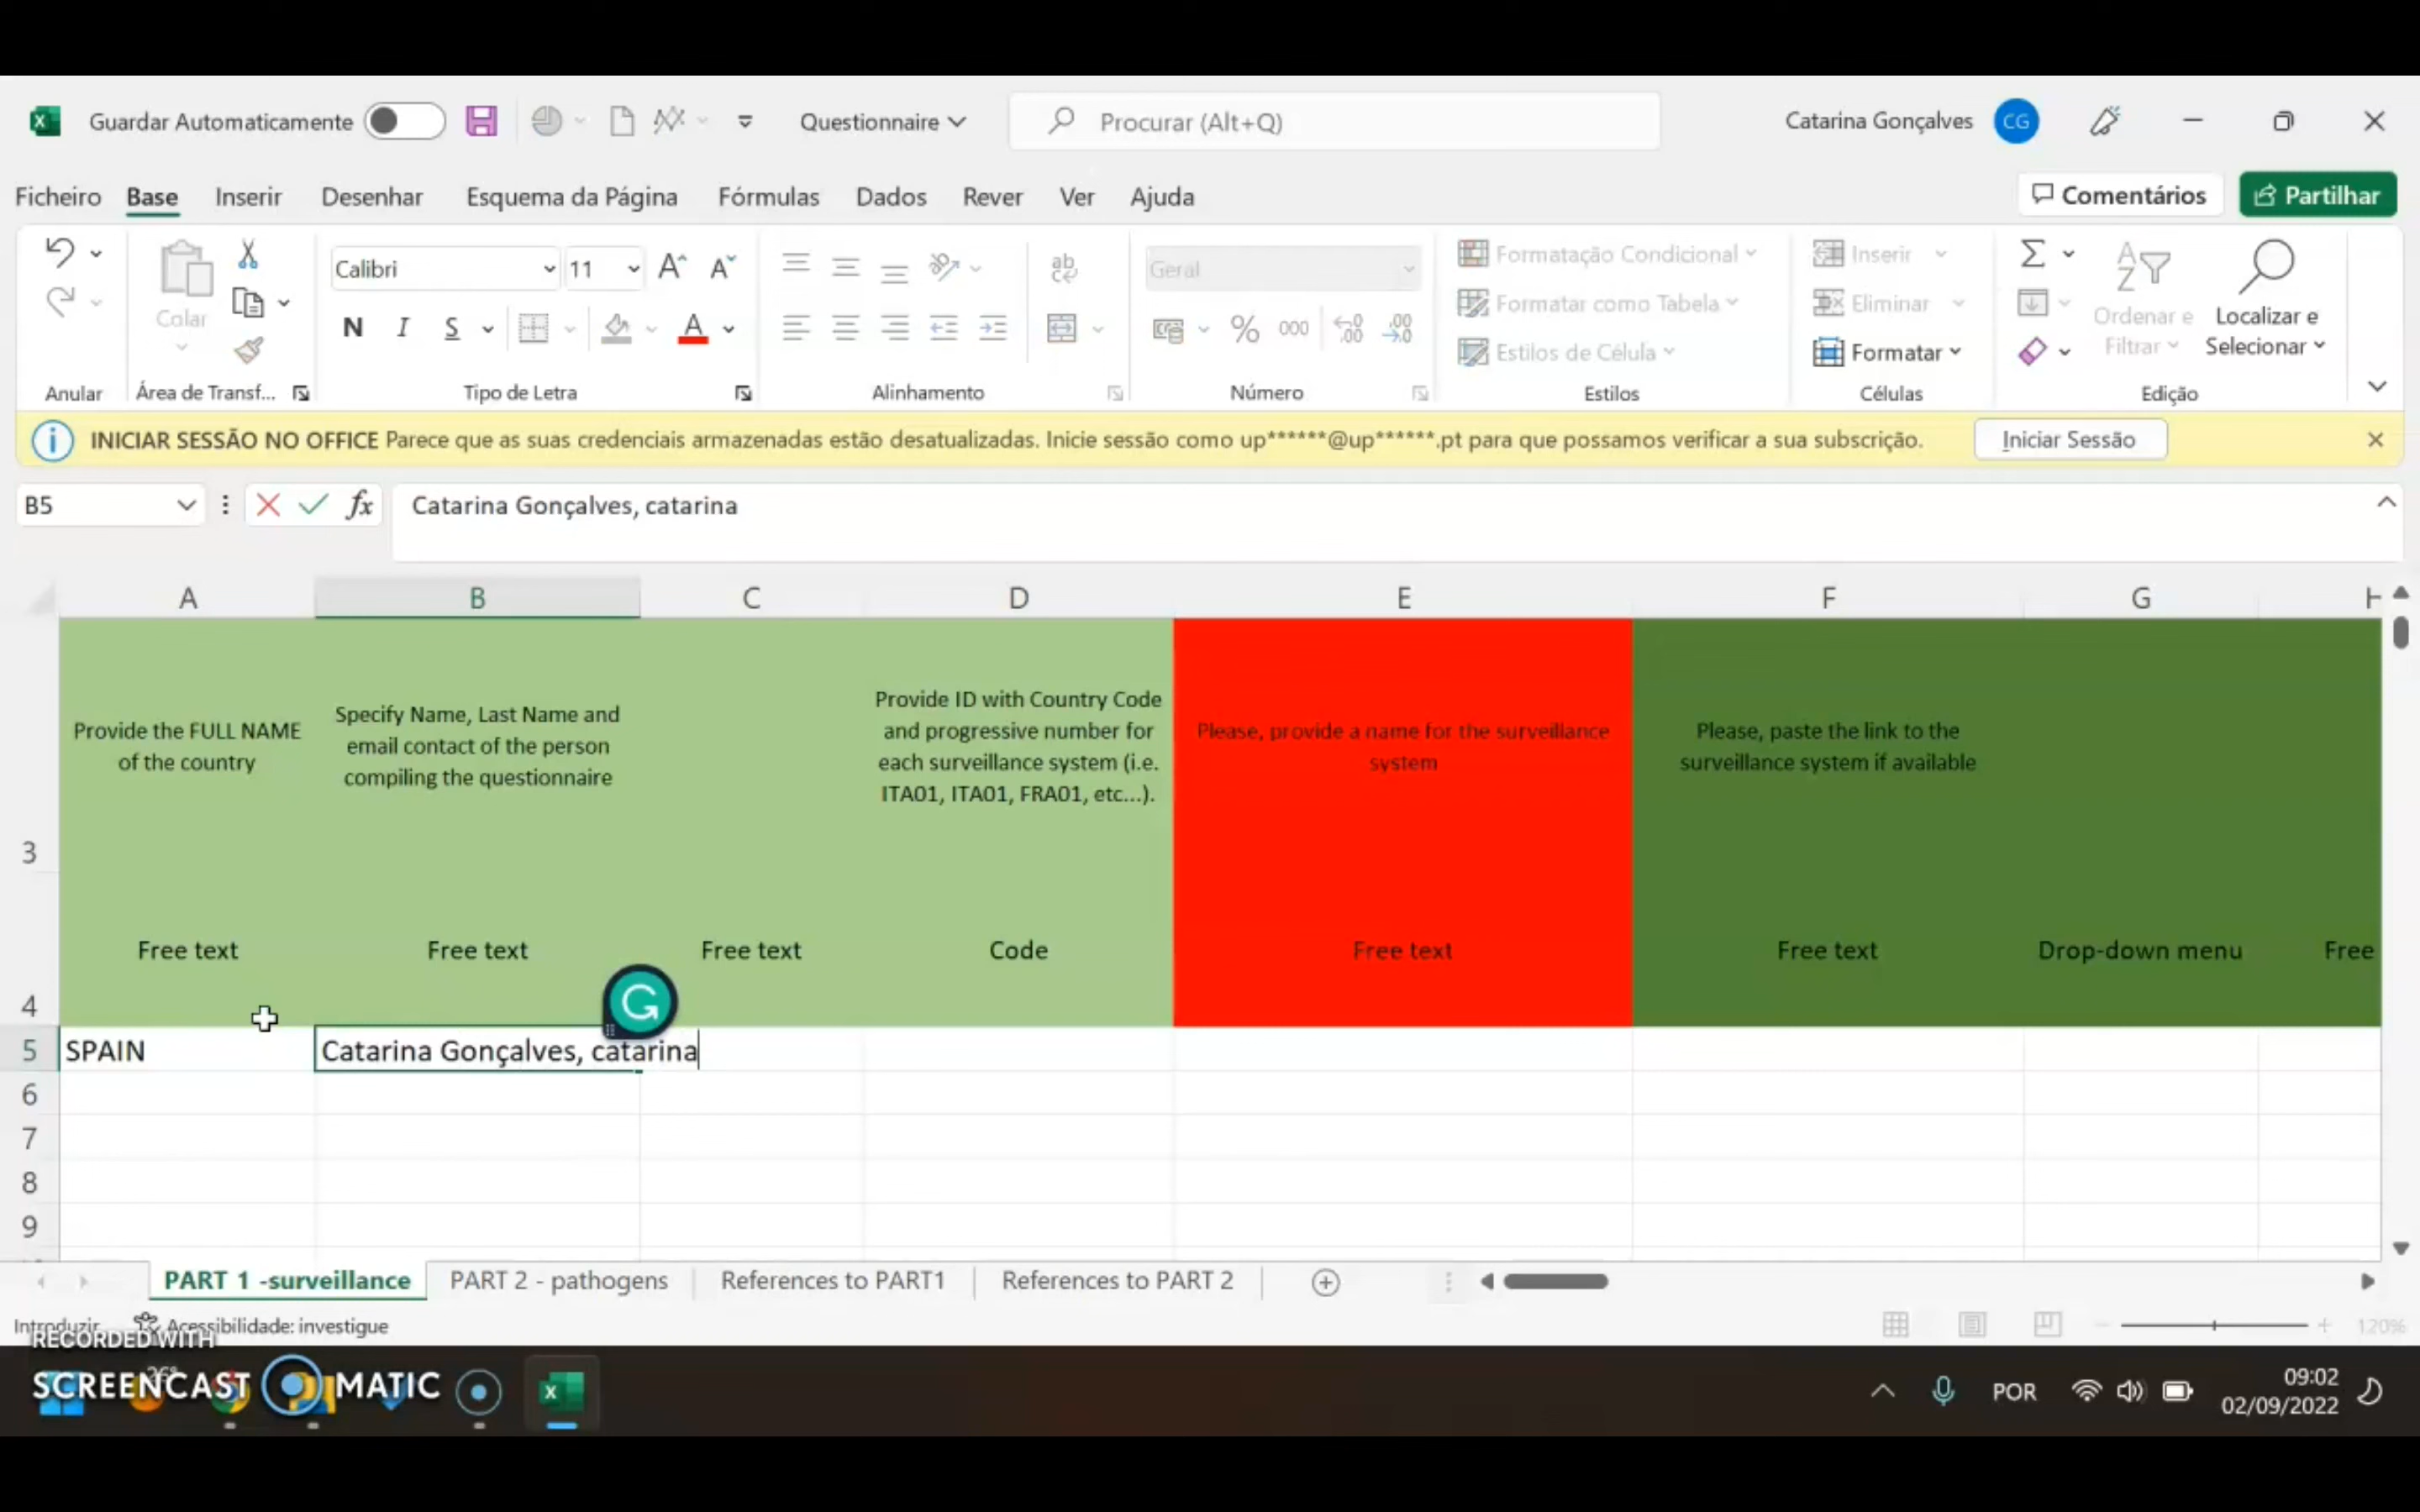 Guardar Automaticamente
Questionnaire
Procurar (Alt+Q)
Catarina Gonçalves
CG
Ficheiro
Base
Inserir
Desenhar
Esquema da Página
Fórmulas
Dados
Rever
Ver
Ajuda
Comentários
Partilhar
Calibri
11
Geral
Formatação Condicional
Inserir
Formatar como Tabela
Eliminar
Colar
N
I
S
%
000
Ordenar e
Filtrar
Localizar e
Selecionar
Estilos de Célula
Formatar
Anular
Área de Transf...
Tipo de Letra
Alinhamento
Número
Estilos
Células
Edição
INICIAR SESSÃO NO OFFICE Parece que as suas credenciais armazenadas estão desatualizadas. Inicie sessão como up******@up******.pt para que possamos verificar a sua subscrição.
Iniciar Sessão
B5
fx
Catarina Gonçalves, catarina
A
B
C
D
E
F
G
Provide the FULL NAME
of the country
Specify Name, Last Name and
email contact of the person
compiling the questionnaire
Provide ID with Country Code
and progressive number for
each surveillance system (i.e.
ITA01, ITA01, FRA01, etc...).
Please, provide a name for the surveillance
system
Please, paste the link to the
surveillance system if available
3
Free text
Free text
Free text
Code
Free text
Free text
Drop-down menu
Free
4
5
SPAIN
Catarina Gonçalves, catarina
6
7
8
9
PART 1 -surveillance
PART 2 - pathogens
References to PART1
References to PART 2
Introduzir
Acessibilidade: investigue
120%
RECORDED WITH
SCREENCAST MATIC
26°
POR
09:02
02/09/2022